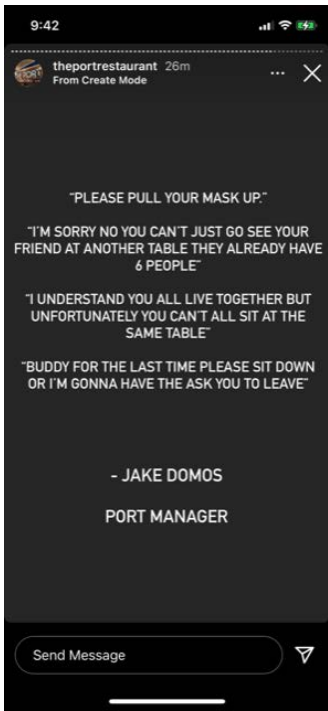 9:42
theportrestaurant 26m
From Create Mode
"PLEASE PULL YOUR MASK UP."
"I'M SORRY NO YOU CAN'T JUST GO SEE YOUR
FRIEND AT ANOTHER TABLE THEY ALREADY HAVE
6 PEOPLE"
"I UNDERSTAND YOU ALL LIVE TOGETHER BUT
UNFORTUNATELY YOU CAN'T ALL SIT AT THE
SAME TABLE"
"BUDDY FOR THE LAST TIME PLEASE SIT DOWN
OR I'M GONNA HAVE THE ASK YOU TO LEAVE"
- JAKE DOMOS
PORT MANAGER
Send Message